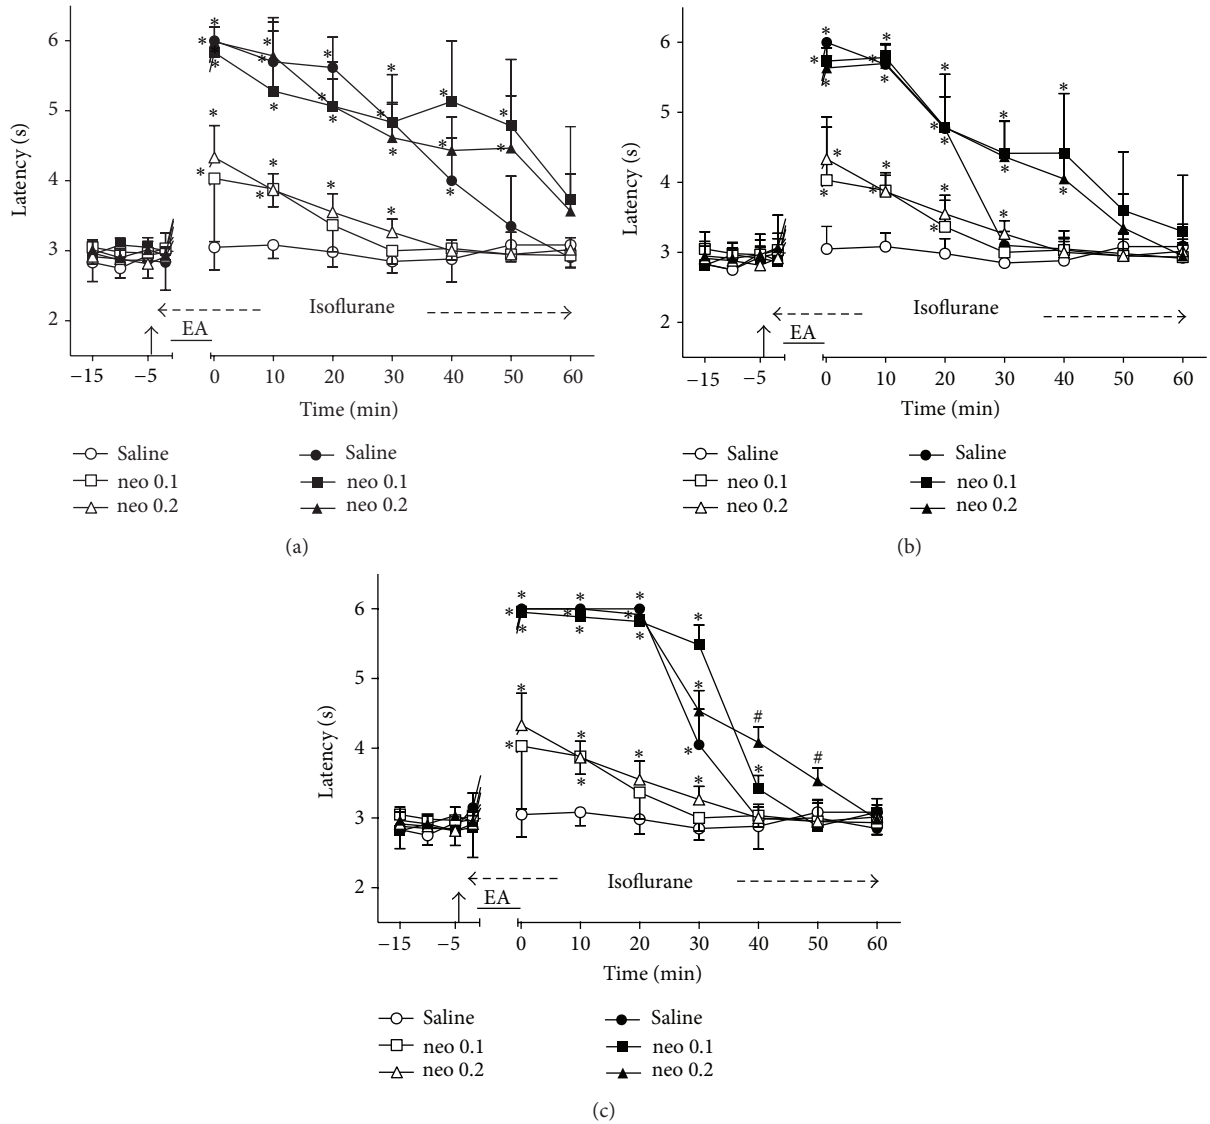 6
5
4
3
2
Latency (s)
* * * * * * * * * * * * * * * * * * * * * *
Isoflurane
EA
−15 −5 0 10 20 30 40 50 60
Time (min)
Saline Saline
neo 0.1 neo 0.1
neo 0.2 neo 0.2
(a)
6
5
4
3
2
Latency (s)
* * * * * * * * * * * * * * * * * * * *
Isoflurane
EA
−15 −5 0 10 20 30 40 50 60
Time (min)
Saline Saline
neo 0.1 neo 0.1
neo 0.2 neo 0.2
(b)
6
5
4
3
2
Latency (s)
* * * * * * * * * * * * * * * * * * *
# #
Isoflurane
EA
−15 −5 0 10 20 30 40 50 60
Time (min)
Saline Saline
neo 0.1 neo 0.1
neo 0.2 neo 0.2
(c)